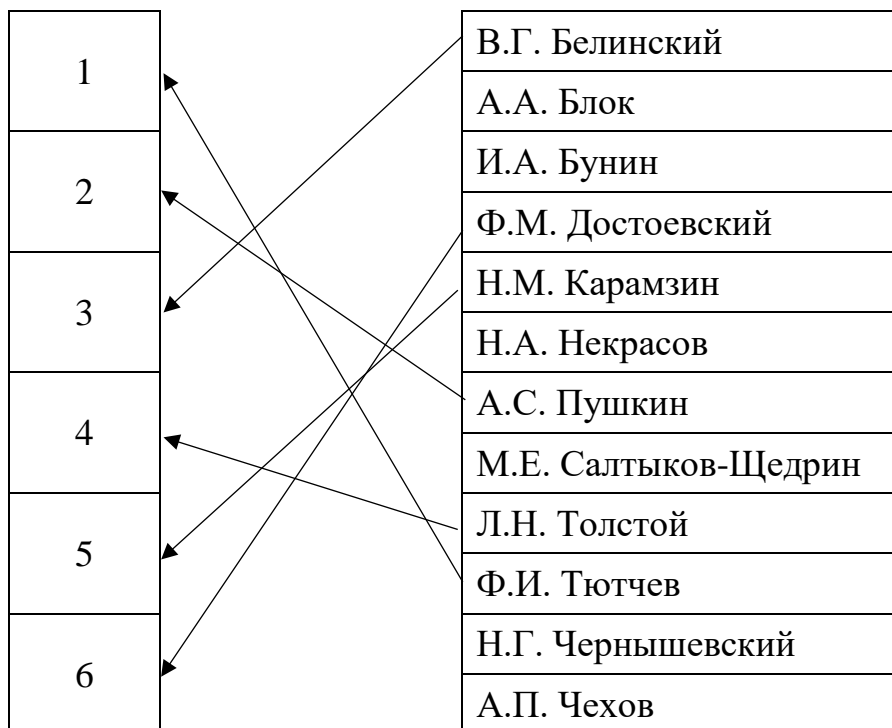 1
2
3
4
5
6
В.Г. Белинский
А.А. Блок
И.А. Бунин
Ф.М. Достоевский
Н.М. Карамзин
Н.А. Некрасов
А.С. Пушкин
М.Е. Салтыков-Щедрин
Л.Н. Толстой
Ф.И. Тютчев
Н.Г. Чернышевский
А.П. Чехов